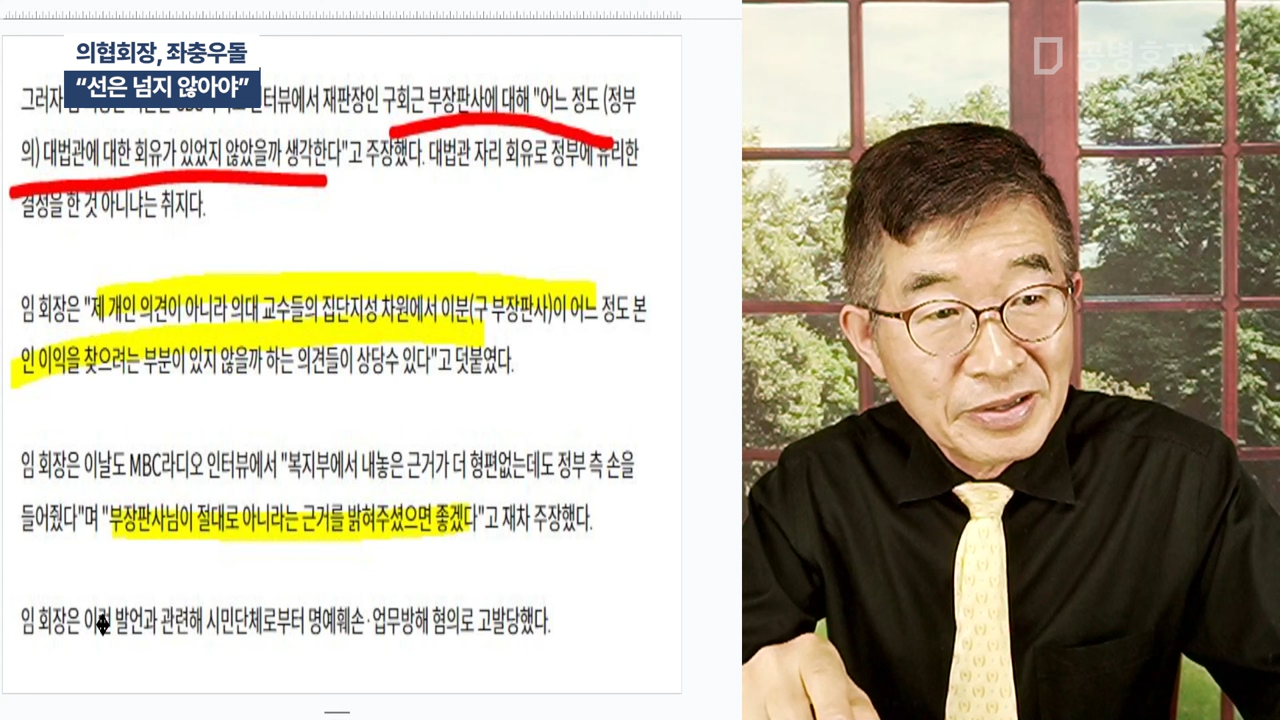 의협회장, 좌충우돌
"선은 넘지 않아야"
그러자 인터뷰에서 재판장인 구회근 부장판사에 대해 "어느 정도 (정부
의) 대법관에 대한 회유가 있었지 않았을까 생각한다"고 주장했다. 대법관 자리 회유로 정부에 유리한
결정을 한 것 아니냐는 취지다.
임 회장은 "제 개인 의견이 아니라 의대 교수들의 집단지성 차원에서 이분(구 부장판사)이 어느 정도 본
인 이익을 찾으려는 부분이 있지 않을까 하는 의견들이 상당수 있다"고 덧붙였다.
임 회장은 이날도 MBC라디오 인터뷰에서 "복지부에서 내놓은 근거가 더 형편없는데도 정부 측 손을
들어줬다"며 "부장판사님이 절대로 아니라는 근거를 밝혀주셨으면 좋겠다"고 재차 주장했다.
임 회장은 발언과 관련해 시민단체로부터 명예훼손·업무방해 혐의로 고발당했다.